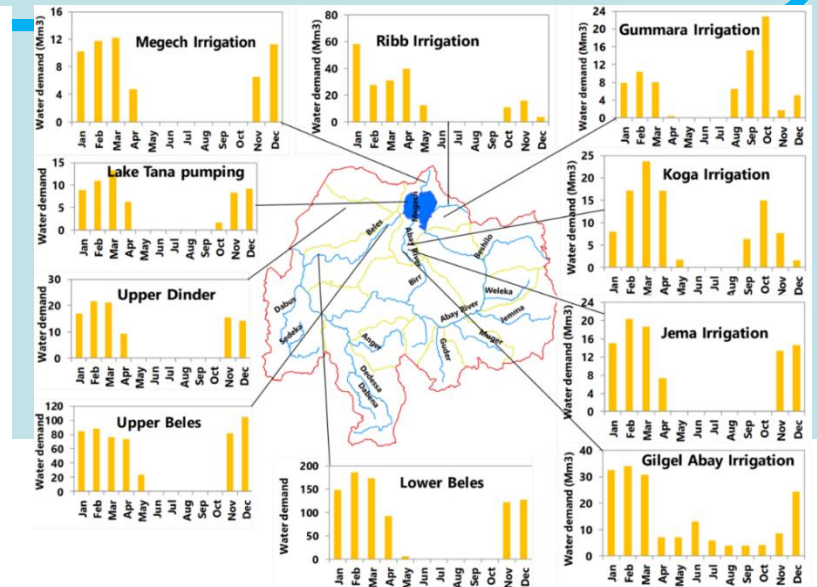 Megech Irrigation
Water demand (Mm3)
16
12
8
4
0
Jan Feb Mar Apr May Jun Jul Aug Sep Oct Nov Dec
Ribb Irrigation
Water demand (Mm3)
80
60
40
20
0
Jan Feb Mar Apr May Jun Jul Aug Sep Oct Nov Dec
Gummara Irrigation
Water demand (Mm3)
24
20
16
12
8
4
0
Jan Feb Mar Apr May Jun Jul Aug Sep Oct Nov Dec
Lake Tana pumping
Water demand
15
10
5
0
Jan Feb Mar Apr May Jun Jul Aug Sep Oct Nov Dec
Koga Irrigation
Water demand (Mm3)
25
20
15
10
5
0
Jan Feb Mar Apr May Jun Jul Aug Sep Oct Nov Dec
Upper Dinder
Water demand
30
20
10
0
Jan Feb Mar Apr May Jun Jul Aug Sep Oct Nov Dec
Megech
Beles
Abay River
Beshilo
Birr
Weleka
Dabus
Abay River
Jemma
Sedeka
Anger
Guder
Muger
Dedessa
Dabena
Jema Irrigation
Water demand (Mm3)
24
20
16
12
8
4
0
Jan Feb Mar Apr May Jun Jul Aug Sep Oct Nov Dec
Upper Beles
Water demand
120
100
80
60
40
20
0
Jan Feb Mar Apr May Jun Jul Aug Sep Oct Nov Dec
Lower Beles
Water demand
200
150
100
50
0
Jan Feb Mar Apr May Jun Jul Aug Sep Oct Nov Dec
Gilgel Abay Irrigation
Water demand (Mm3)
40
30
20
10
0
Jan Feb Mar Apr May Jun Jul Aug Sep Oct Nov Dec